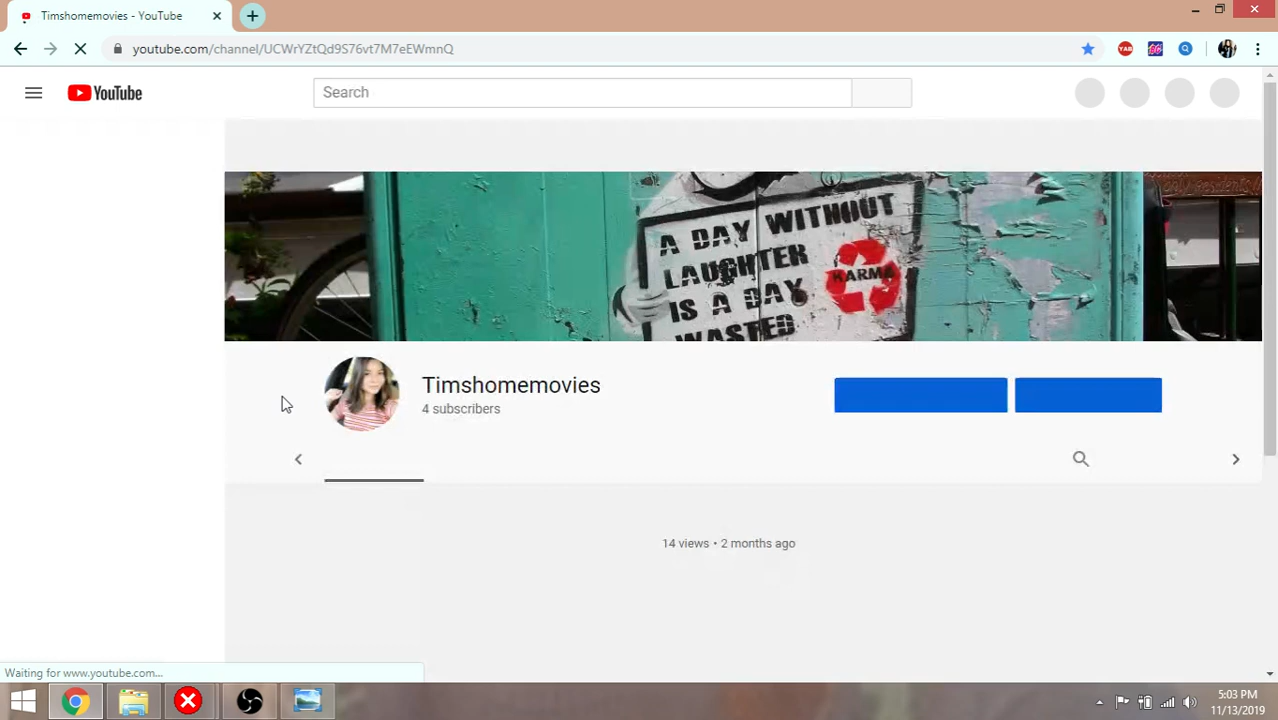 Timshomemovies - YouTube
youtube.com/channel/UCWrYZtQd9S76vt7M7eEWmnQ
YAB
YouTube
Search
A DAY WITHOUT
LAUGHTER
IS A DAY
WASTED
KARMA
Timshomemovies
4 subscribers
14 views • 2 months ago
Waiting for www.youtube.com...
5:03 PM
11/13/2019